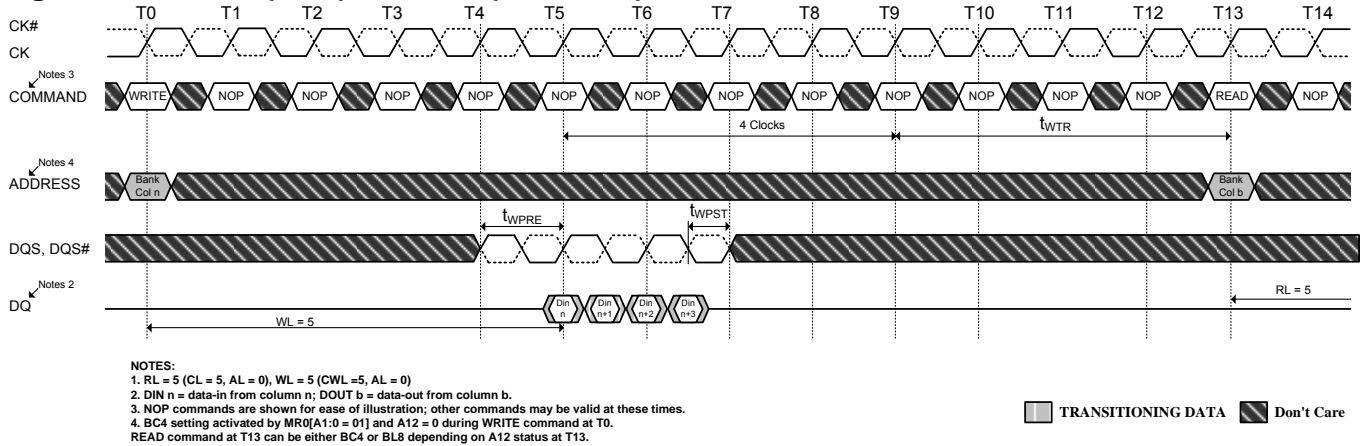 T0 T1 T2 T3 T4 T5 T6 T7 T8 T9 T10 T11 T12 T13 T14
CK#
CK
Notes 3
COMMAND WRITE NOP NOP NOP NOP NOP NOP NOP NOP NOP NOP NOP NOP READ NOP
4 Clocks tWTR
Notes 4
ADDRESS
Bank Bank
Col n Col b
tWPRE tWPST
DQS, DQS#
Notes 2
DQ
Din Din Din Din
n n+1 n+2 n+3
RL = 5
WL = 5
NOTES:
1. RL = 5 (CL = 5, AL = 0), WL = 5 (CWL =5, AL = 0)
2. DIN n = data-in from column n; DOUT b = data-out from column b.
3. NOP commands are shown for ease of illustration; other commands may be valid at these times.
4. BC4 setting activated by MR0[A1:0 = 01] and A12 = 0 during WRITE command at T0.
READ command at T13 can be either BC4 or BL8 depending on A12 status at T13.
TRANSITIONING DATA Don't Care